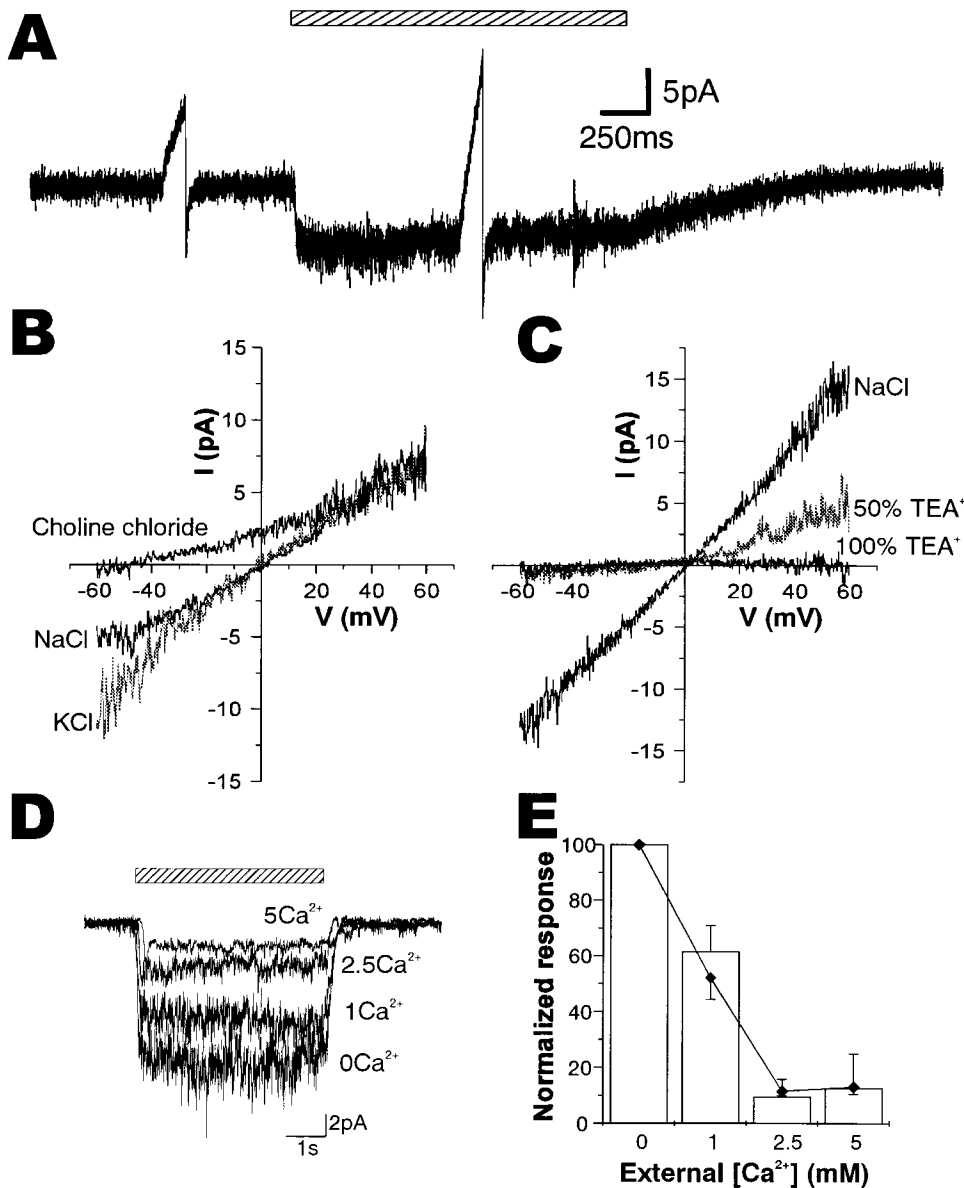 A
5pA
250ms
B
15
10
5
-5
-10
-15
I (pA)
-60
-40
-20
20
40
60
V (mV)
Choline chloride
NaCl
KCl
C
15
10
5
-5
-10
-15
I (pA)
-60
-40
-20
20
40
60
V (mV)
NaCl
50% TEA⁺
100% TEA⁺
D
5Ca²⁺
2.5Ca²⁺
1Ca²⁺
0Ca²⁺
2pA
1s
E
100
80
60
40
20
0
Normalized response
0
1
2.5
5
External [Ca²⁺] (mM)